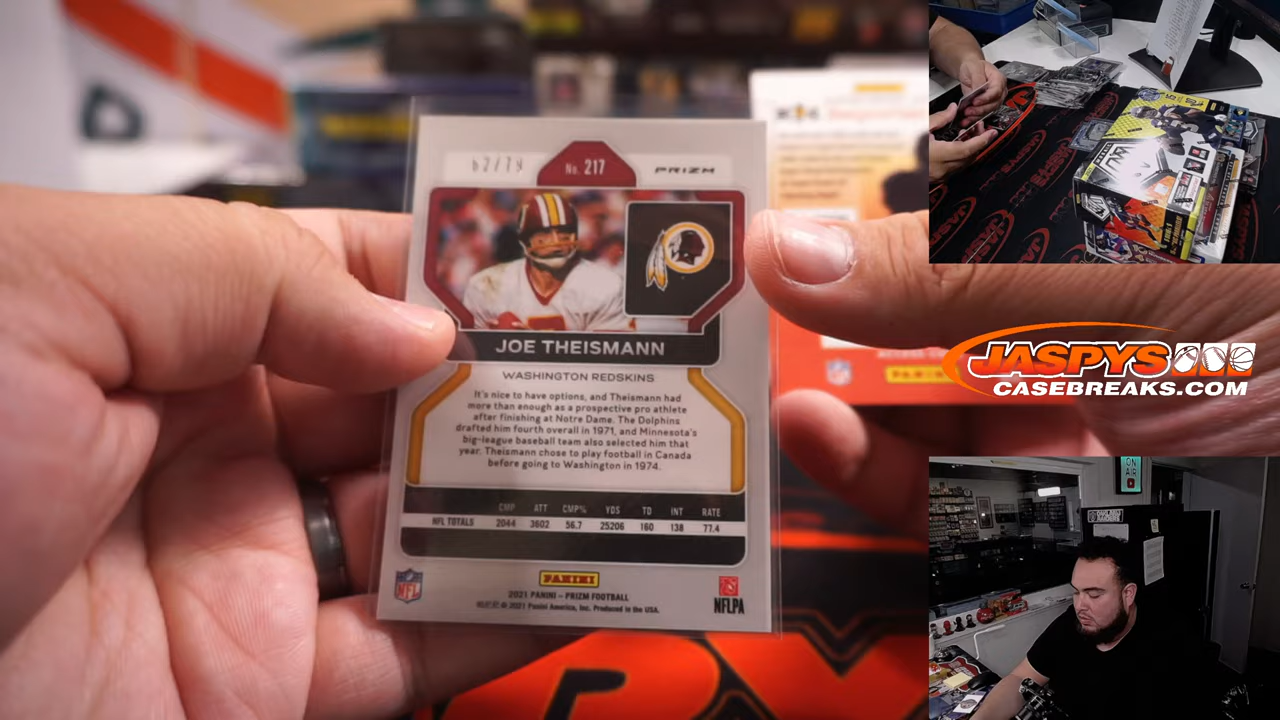 62/79
No. 217
PRIZM
JOE THEISMANN
WASHINGTON REDSKINS
It's nice to have options, and Theismann had
more than enough as a prospective pro athlete
after finishing at Notre Dame. The Dolphins
drafted him fourth overall in 1971, and Minnesota's
big-league baseball team also selected him that
year. Theismann chose to play football in Canada
before going to Washington in 1974.
CMP ATT CMP% YDS TD INT RATE
NFL TOTALS 2044 3602 56.7 25206 160 138 77.4
NFL
PANINI
NFLPA
2021 PANINI – PRIZM FOOTBALL
© 2021 Panini America, Inc. Produced in the USA.
JASPYS
CASEBREAKS.COM
ON
AIR